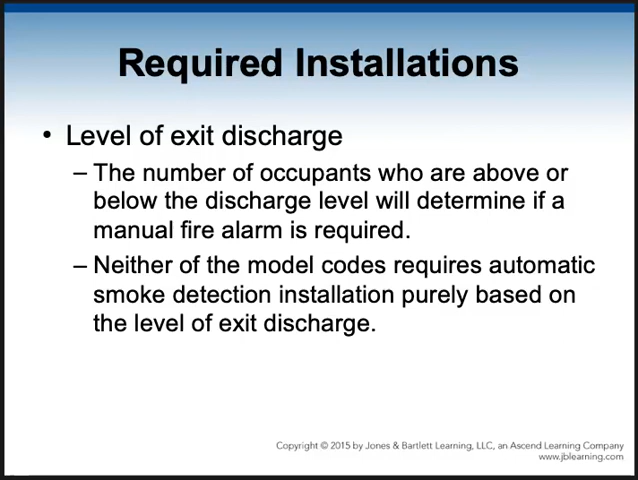 Required Installations
• Level of exit discharge
– The number of occupants who are above or
below the discharge level will determine if a
manual fire alarm is required.
– Neither of the model codes requires automatic
smoke detection installation purely based on
the level of exit discharge.
Copyright © 2015 by Jones & Bartlett Learning, LLC, an Ascend Learning Company
www.jblearning.com